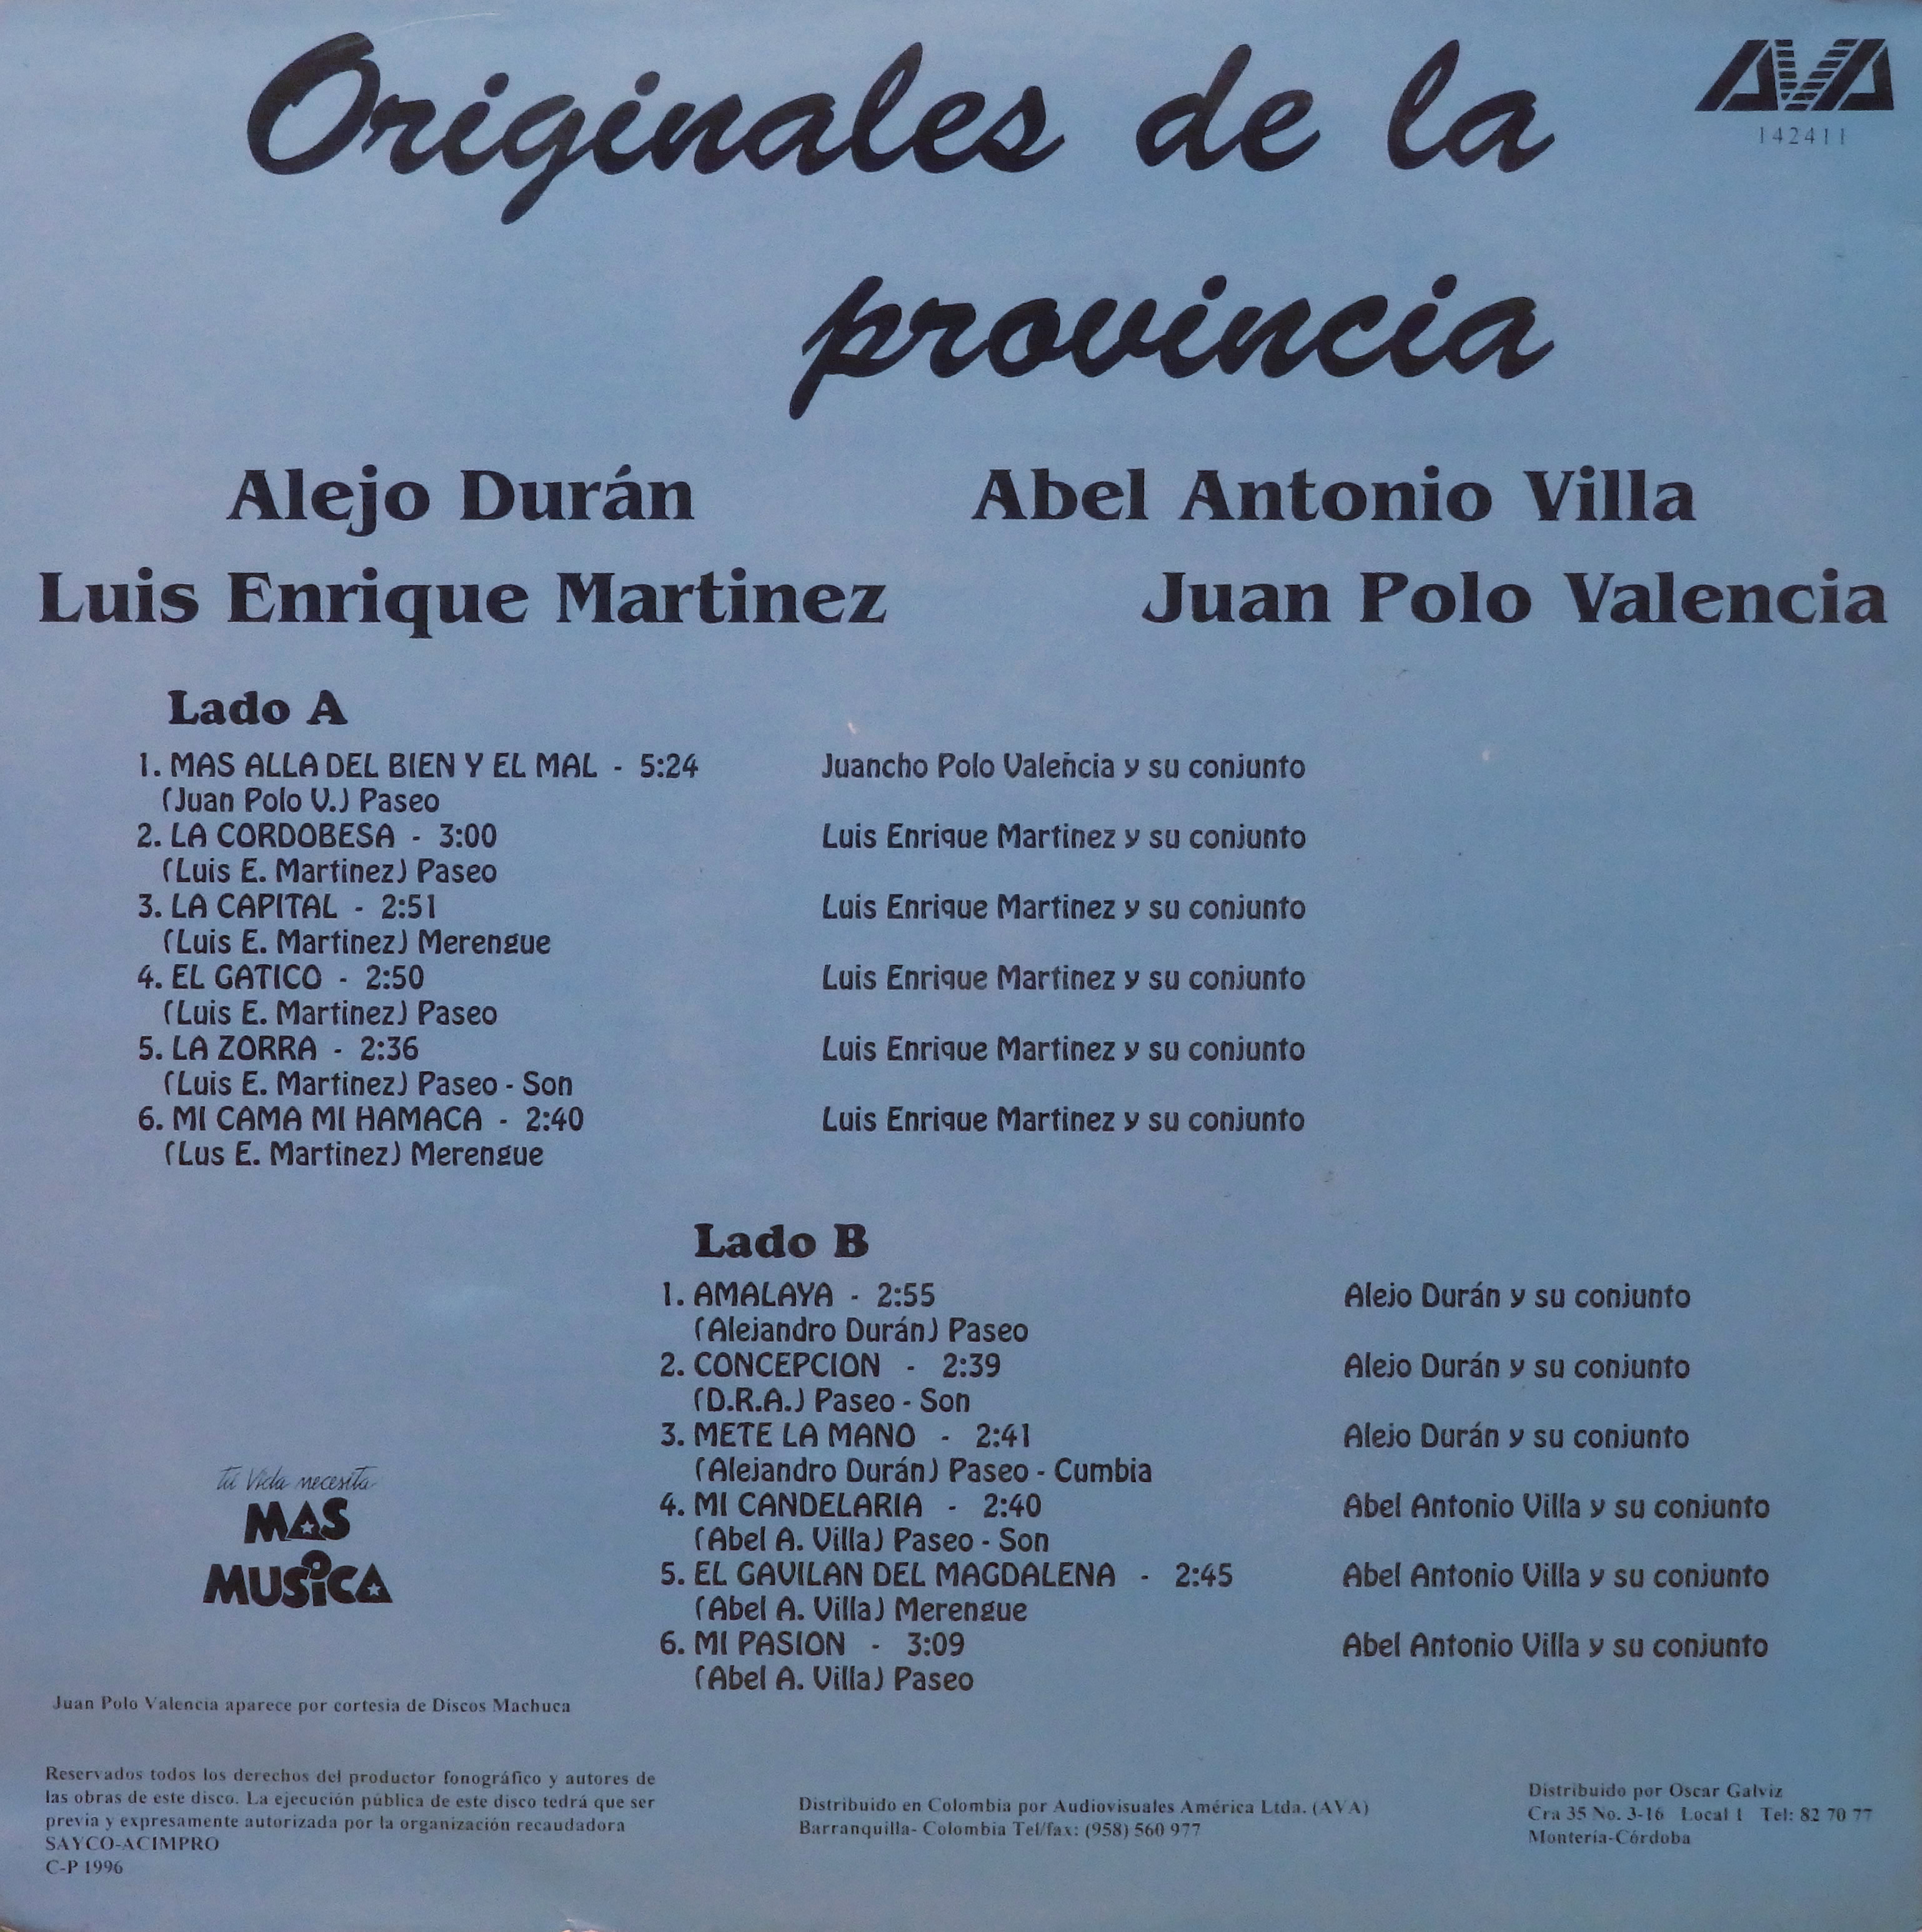 Originales de la
AVA
142411
provincia
Alejo Durán
Abel Antonio Villa
Luis Enrique Martinez
Juan Polo Valencia
Lado A
1. MAS ALLA DEL BIEN Y EL MAL - 5:24 Juancho Polo Valencia y su conjunto
(Juan Polo V.) Paseo
2. LA CORDOBESA - 3:00 Luis Enrique Martinez y su conjunto
(Luis E. Martinez) Paseo
3. LA CAPITAL - 2:51 Luis Enrique Martinez y su conjunto
(Luis E. Martinez) Merengue
4. EL GATICO - 2:50 Luis Enrique Martinez y su conjunto
(Luis E. Martinez) Paseo
5. LA ZORRA - 2:36 Luis Enrique Martinez y su conjunto
(Luis E. Martinez) Paseo - Son
6. MI CAMA MI HAMACA - 2:40 Luis Enrique Martinez y su conjunto
(Lus E. Martinez) Merengue
Lado B
1. AMALAYA - 2:55 Alejo Durán y su conjunto
(Alejandro Durán) Paseo
2. CONCEPCION - 2:39 Alejo Durán y su conjunto
(D.R.A.) Paseo - Son
3. METE LA MANO - 2:41 Alejo Durán y su conjunto
(Alejandro Durán) Paseo - Cumbia
4. MI CANDELARIA - 2:40 Abel Antonio Villa y su conjunto
(Abel A. Villa) Paseo - Son
5. EL GAVILAN DEL MAGDALENA - 2:45 Abel Antonio Villa y su conjunto
(Abel A. Villa) Merengue
6. MI PASION - 3:09 Abel Antonio Villa y su conjunto
(Abel A. Villa) Paseo
tú Vida necesita
MAS
MUSICA
Juan Polo Valencia aparece por cortesia de Discos Machuca
Reservados todos los derechos del productor fonográfico y autores de
las obras de este disco. La ejecución pública de este disco tedrá que ser
previa y expresamente autorizada por la organización recaudadora
SAYCO-ACIMPRO
C-P 1996
Distribuido en Colombia por Audiovisuales América Ltda. (AVA)
Barranquilla- Colombia Tel/fax: (958) 560 977
Distribuido por Oscar Galviz
Cra 35 No. 3-16 Local 1 Tel: 82 70 77
Montería-Córdoba